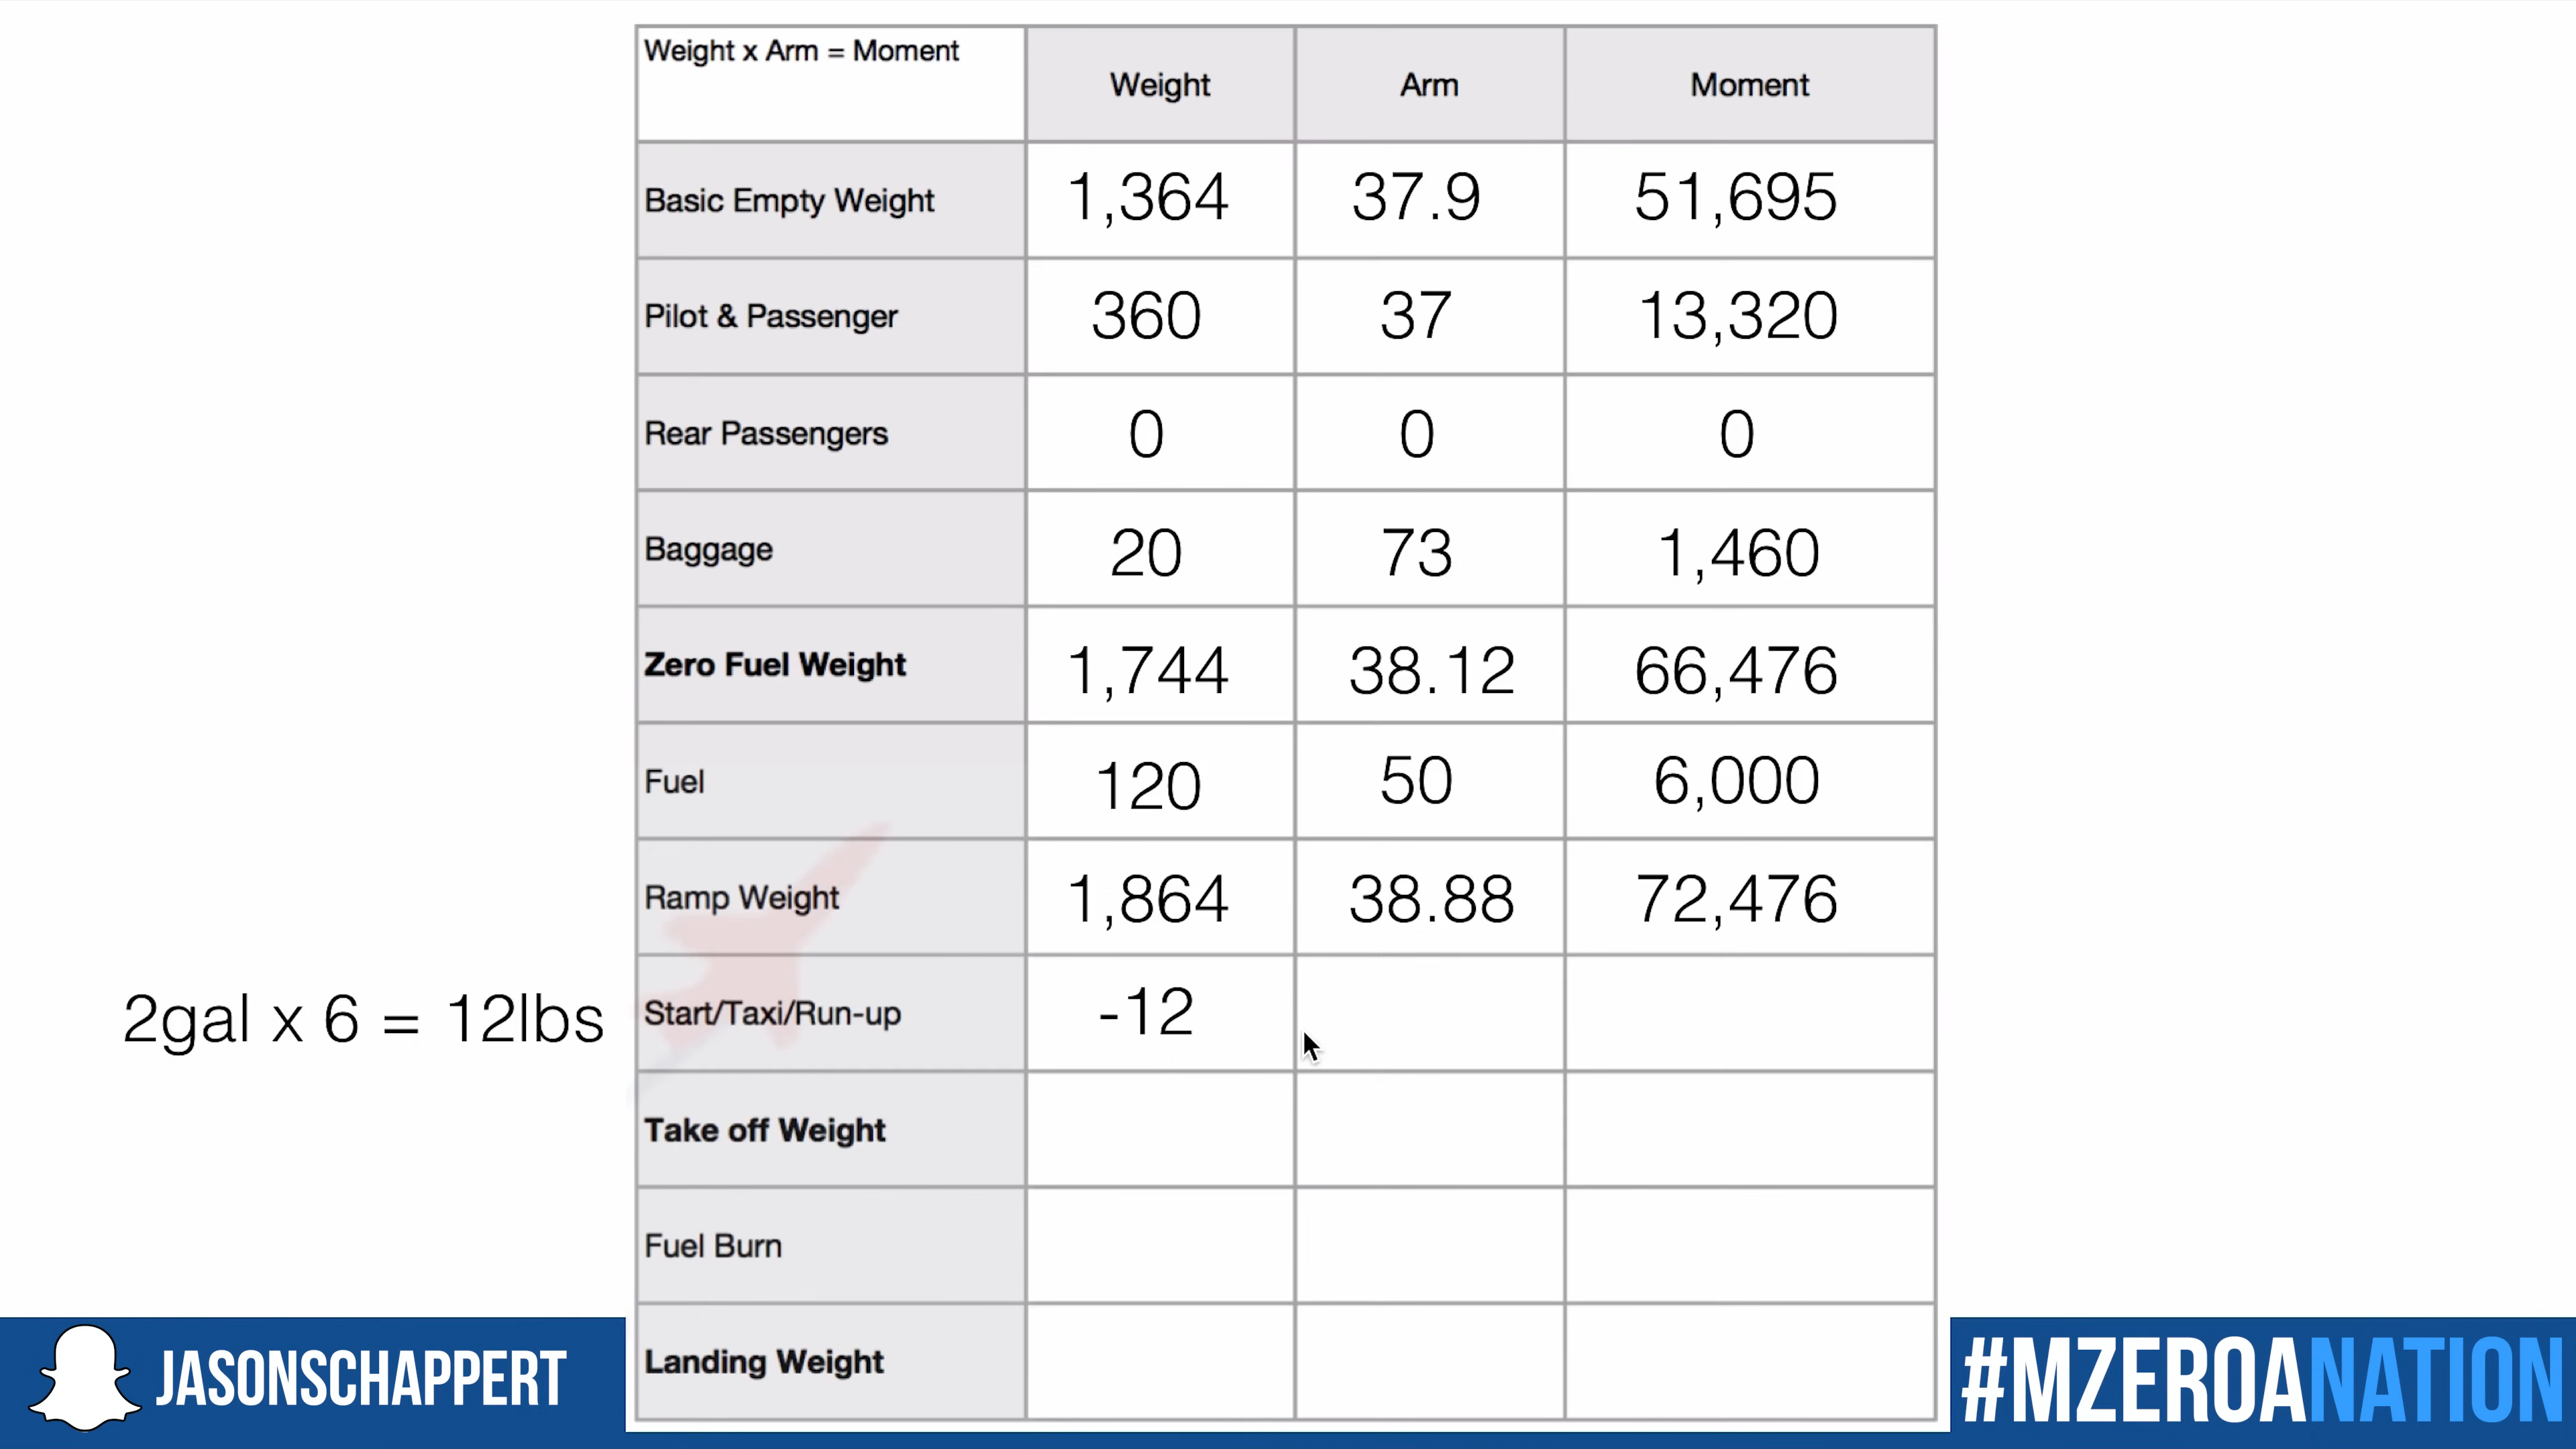 Weight x Arm = Moment
Weight Arm Moment
Basic Empty Weight 1,364 37.9 51,695
Pilot & Passenger 360 37 13,320
Rear Passengers 0 0 0
Baggage 20 73 1,460
Zero Fuel Weight 1,744 38.12 66,476
Fuel 120 50 6,000
Ramp Weight 1,864 38.88 72,476
2gal x 6 = 12lbs Start/Taxi/Run-up -12
Take off Weight
Fuel Burn
Landing Weight
JASONSCHAPPERT
#MZEROANATION